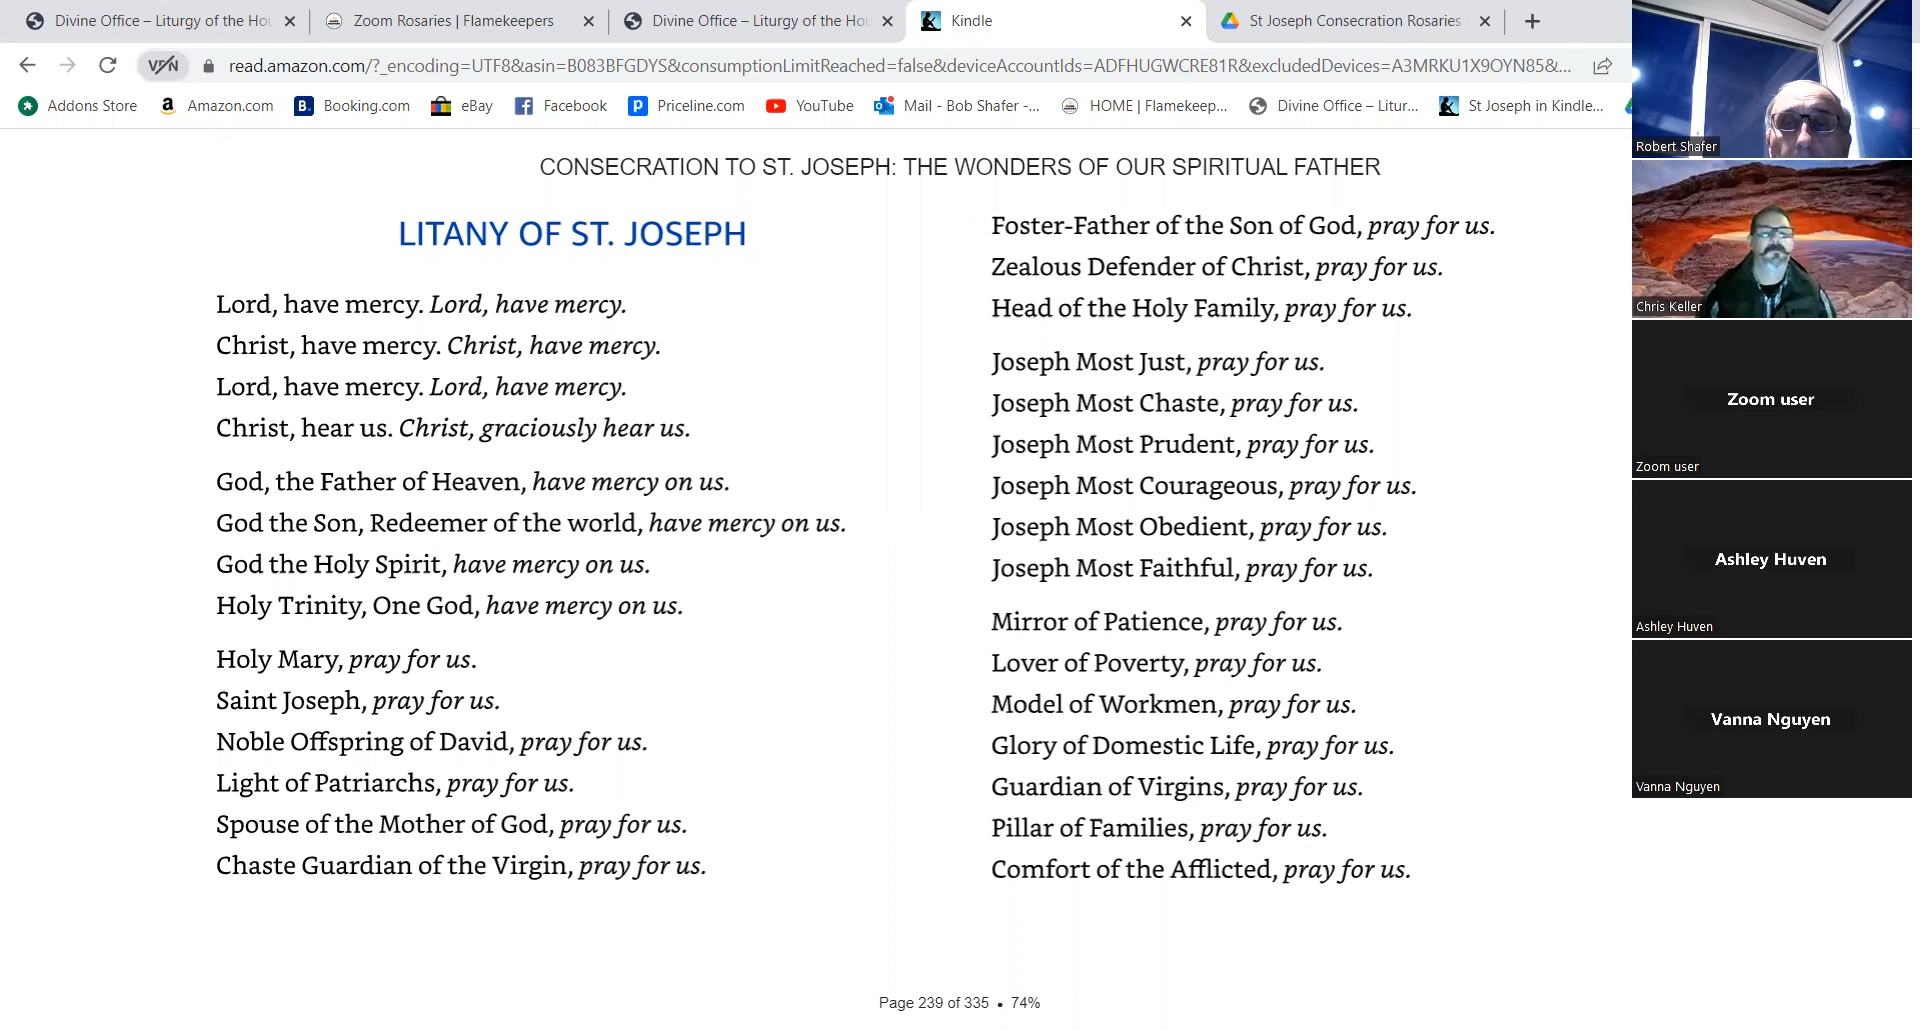 Divine Office – Liturgy of the Hou
Zoom Rosaries | Flamekeepers
Divine Office – Liturgy of the Hou
Kindle
St Joseph Consecration Rosaries
VPN
read.amazon.com/?_encoding=UTF8&asin=B083BFGDYS&consumptionLimitReached=false&deviceAccountIds=ADFHUGWCRE81R&excludedDevices=A3MRKU1X9OYN85&...
Addons Store
Amazon.com
Booking.com
eBay
Facebook
Priceline.com
YouTube
Mail - Bob Shafer -...
HOME | Flamekeep...
Divine Office – Litur...
St Joseph in Kindle...
CONSECRATION TO ST. JOSEPH: THE WONDERS OF OUR SPIRITUAL FATHER
LITANY OF ST. JOSEPH
Lord, have mercy. Lord, have mercy.
Christ, have mercy. Christ, have mercy.
Lord, have mercy. Lord, have mercy.
Christ, hear us. Christ, graciously hear us.
God, the Father of Heaven, have mercy on us.
God the Son, Redeemer of the world, have mercy on us.
God the Holy Spirit, have mercy on us.
Holy Trinity, One God, have mercy on us.
Holy Mary, pray for us.
Saint Joseph, pray for us.
Noble Offspring of David, pray for us.
Light of Patriarchs, pray for us.
Spouse of the Mother of God, pray for us.
Chaste Guardian of the Virgin, pray for us.
Foster-Father of the Son of God, pray for us.
Zealous Defender of Christ, pray for us.
Head of the Holy Family, pray for us.
Joseph Most Just, pray for us.
Joseph Most Chaste, pray for us.
Joseph Most Prudent, pray for us.
Joseph Most Courageous, pray for us.
Joseph Most Obedient, pray for us.
Joseph Most Faithful, pray for us.
Mirror of Patience, pray for us.
Lover of Poverty, pray for us.
Model of Workmen, pray for us.
Glory of Domestic Life, pray for us.
Guardian of Virgins, pray for us.
Pillar of Families, pray for us.
Comfort of the Afflicted, pray for us.
Page 239 of 335 • 74%
Robert Shafer
Chris Keller
Zoom user
Zoom user
Ashley Huven
Ashley Huven
Vanna Nguyen
Vanna Nguyen